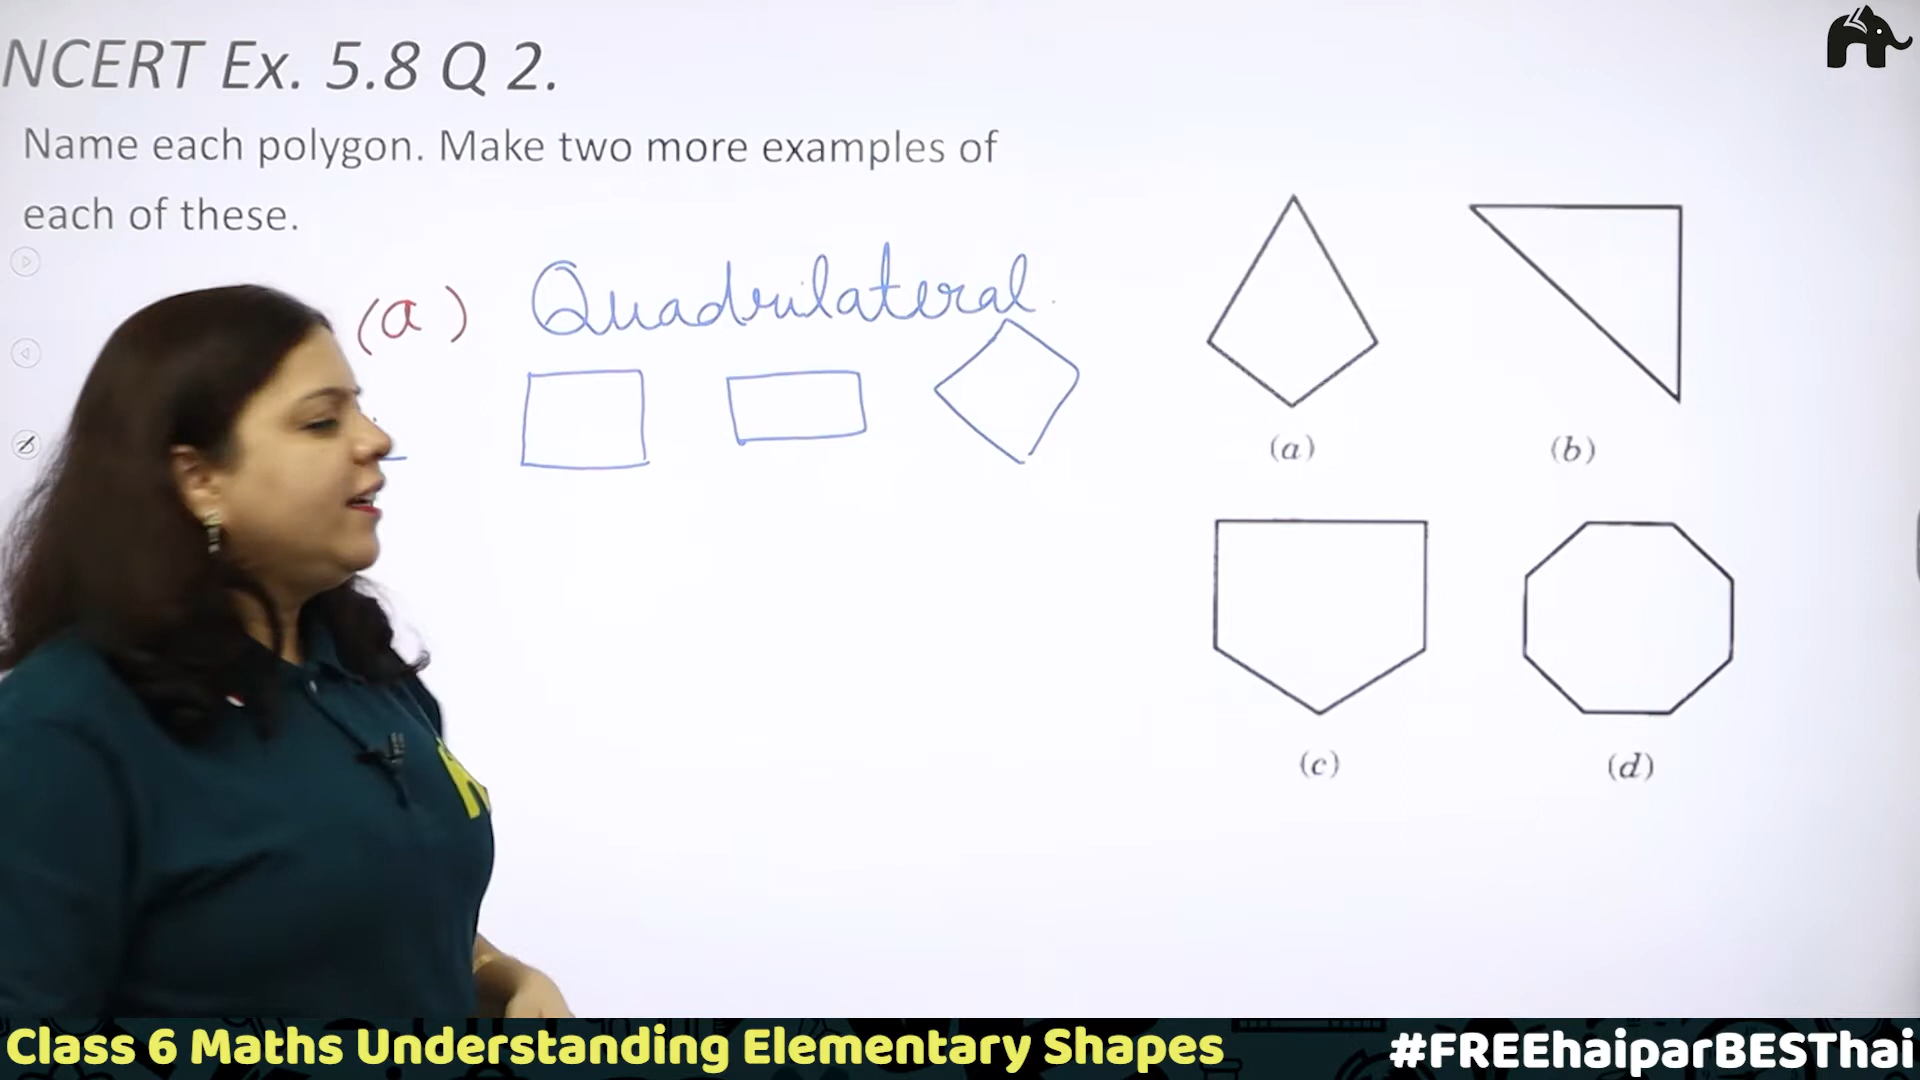 NCERT Ex. 5.8 Q 2.
Name each polygon. Make two more examples of
each of these.
(a) Quadrilateral.
(a)
(b)
(c)
(d)
Class 6 Maths Understanding Elementary Shapes
#FREEhaiparBESThai